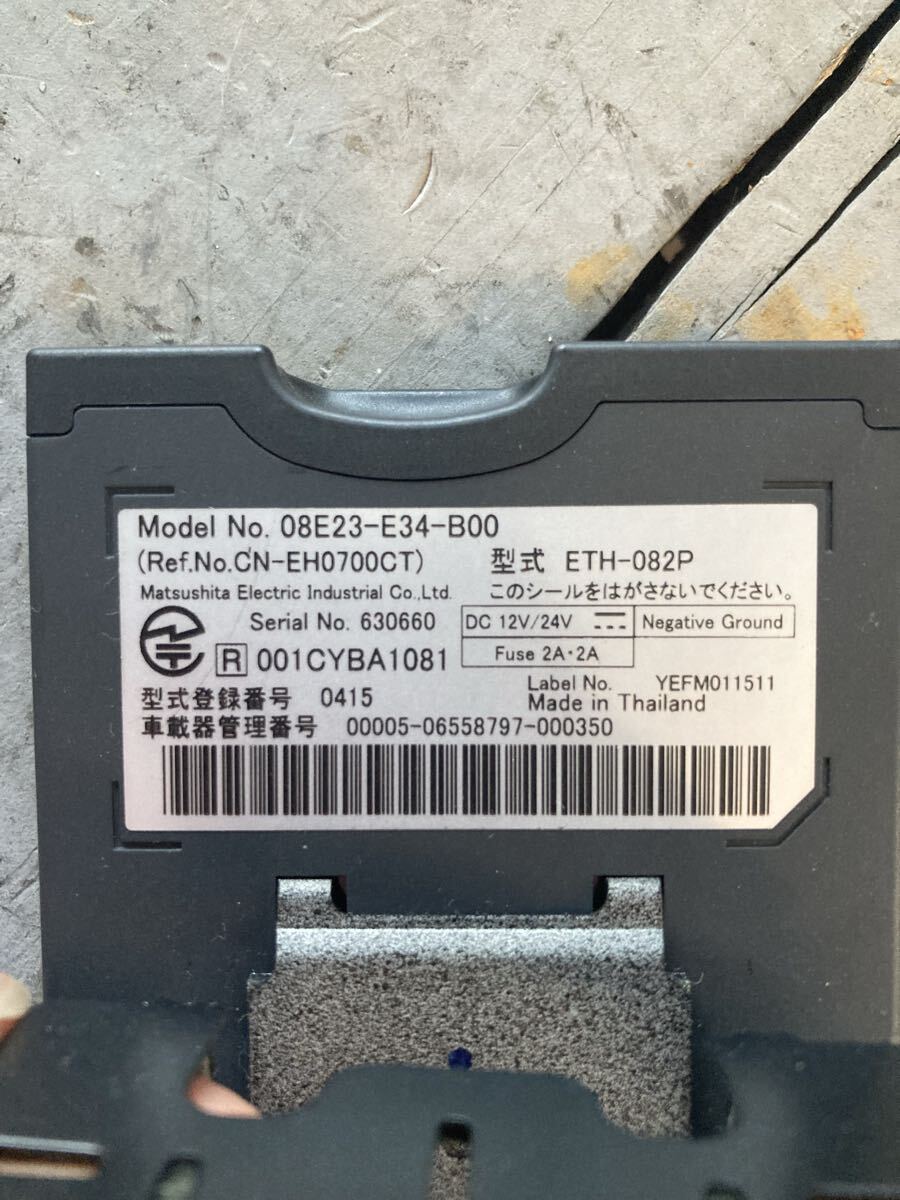 Model No. 08E23-E34-B00
(Ref.No.CN-EH0700CT) 型式 ETH-082P
Matsushita Electric Industrial Co.,Ltd. このシールをはがさないでください。
Serial No. 630660 DC 12V/24V Negative Ground
R 001CYBA1081 Fuse 2A･2A
Label No. YEFM011511
型式登録番号 0415 Made in Thailand
車載器管理番号 00005-06558797-000350